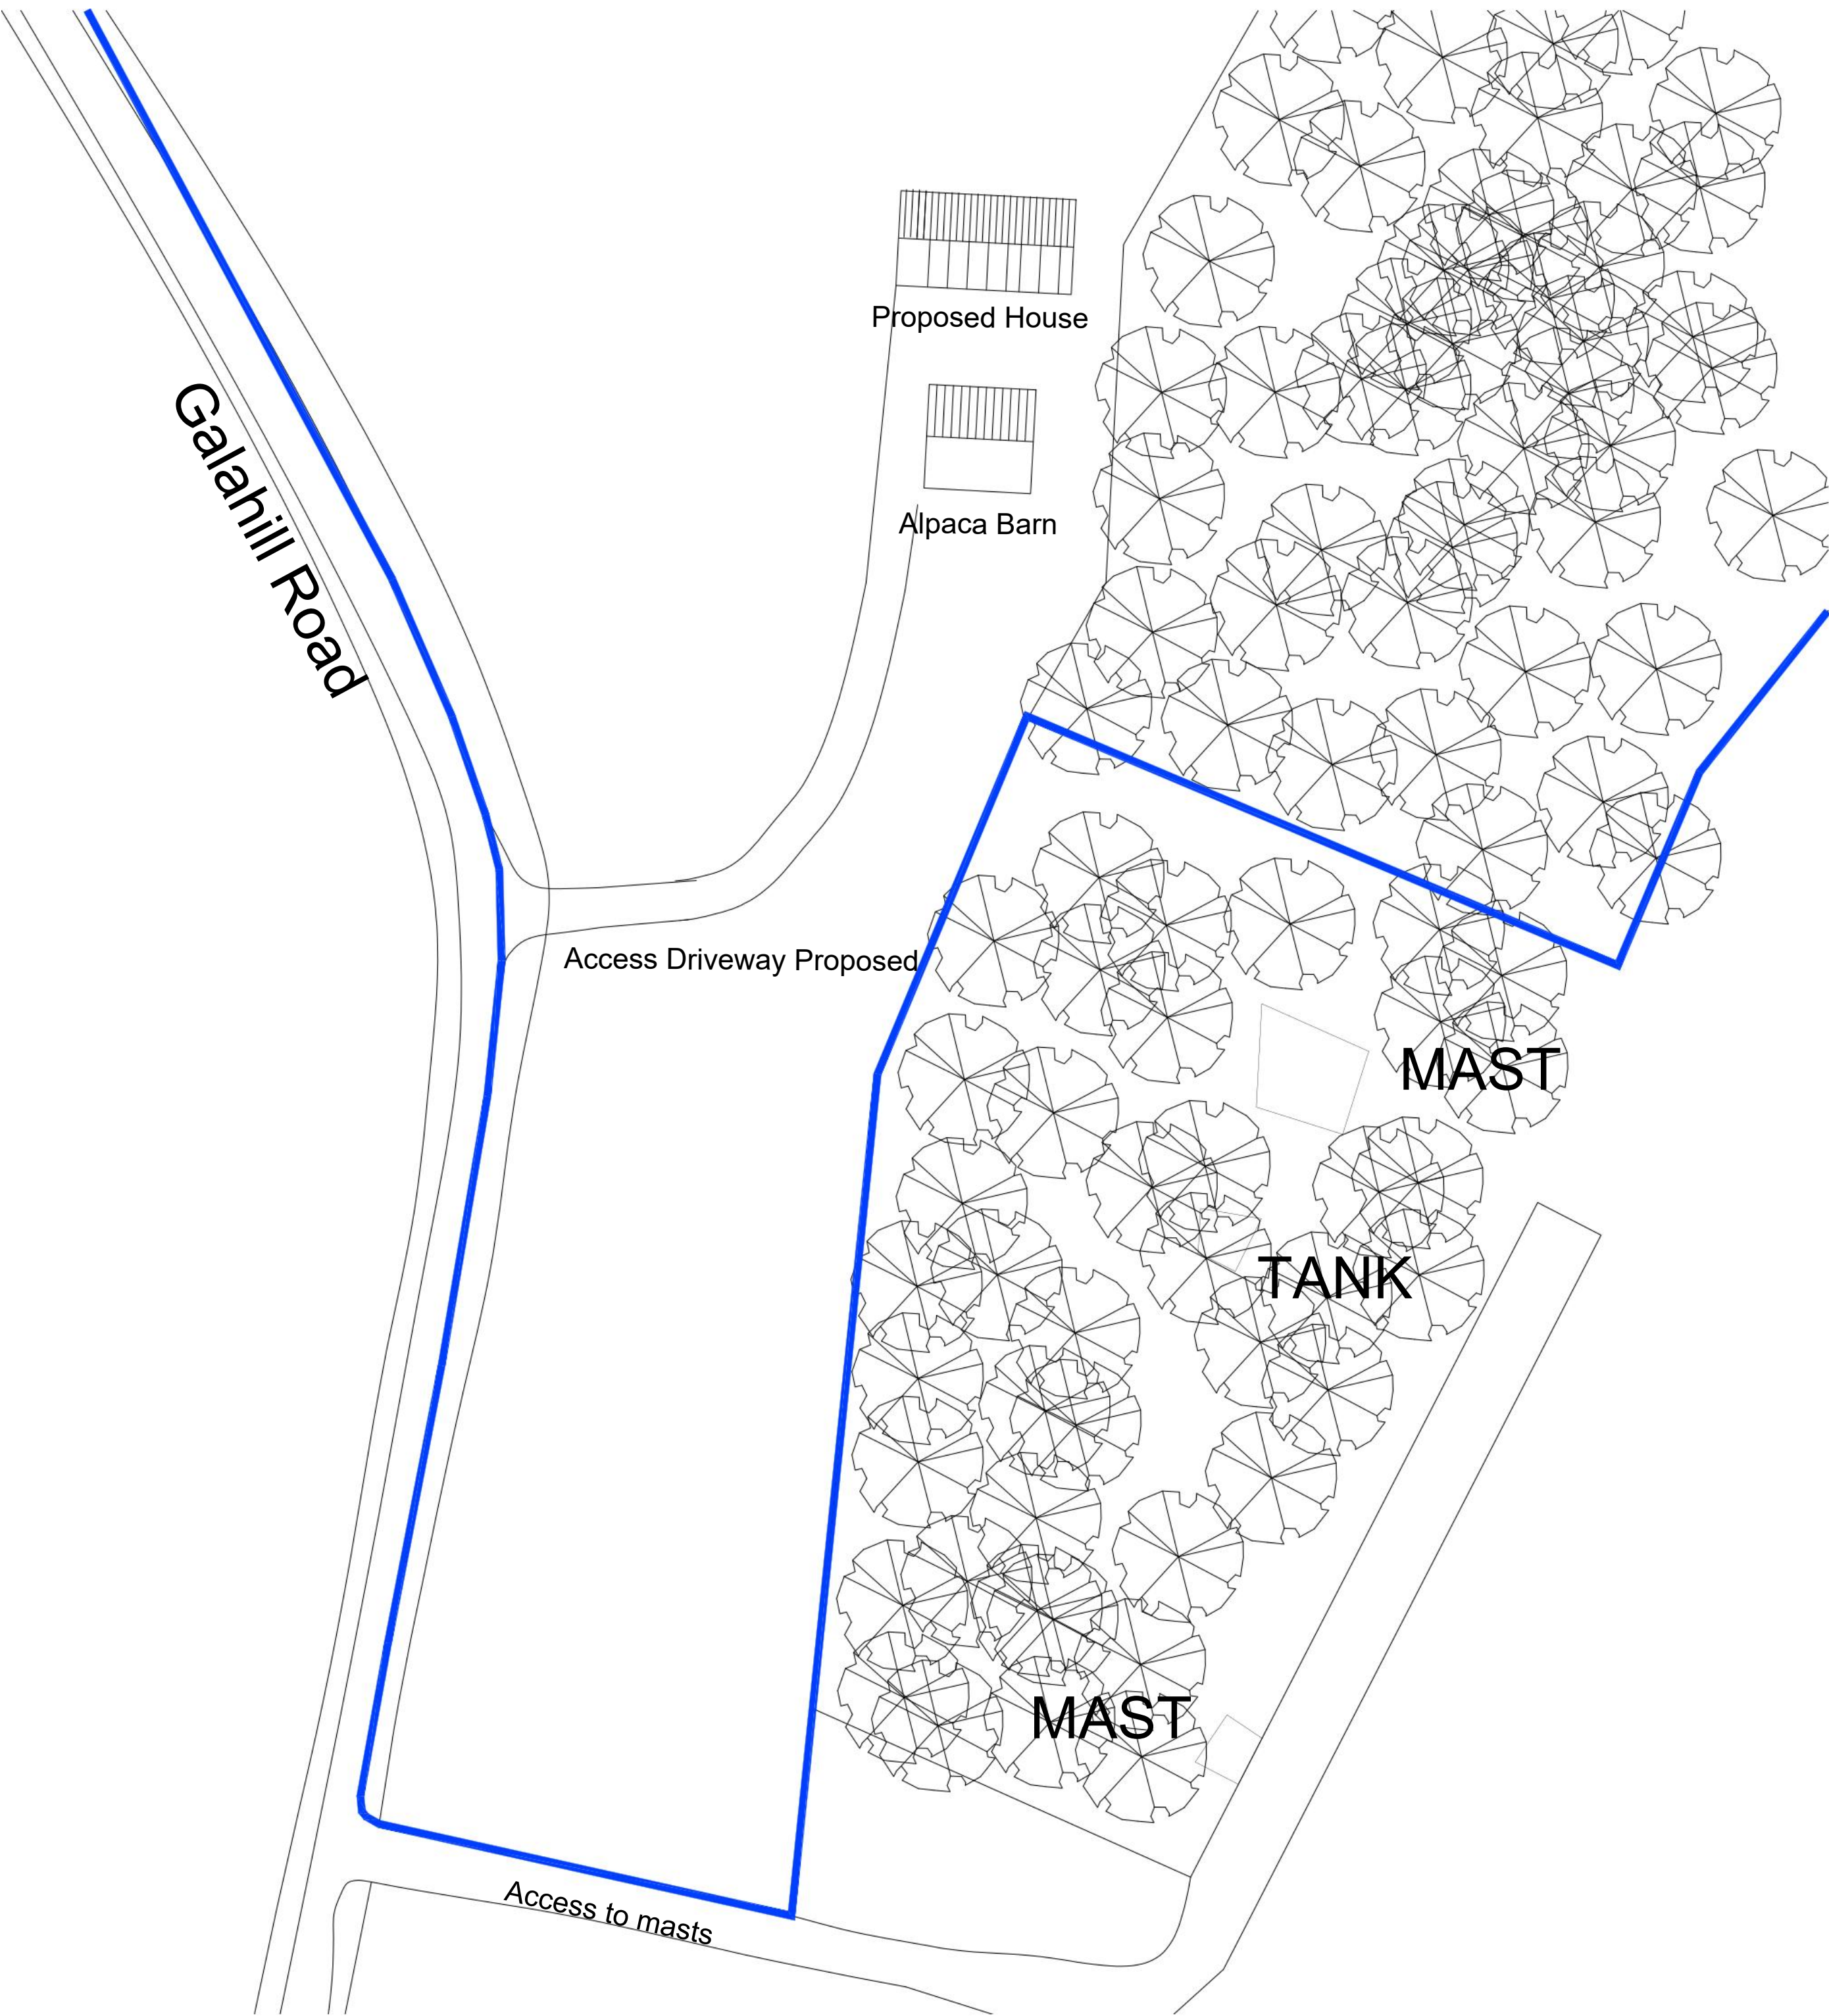 Proposed House
Galahill Road
Alpaca Barn
Access Driveway Proposed
MAST
TANK
MAST
Access to masts